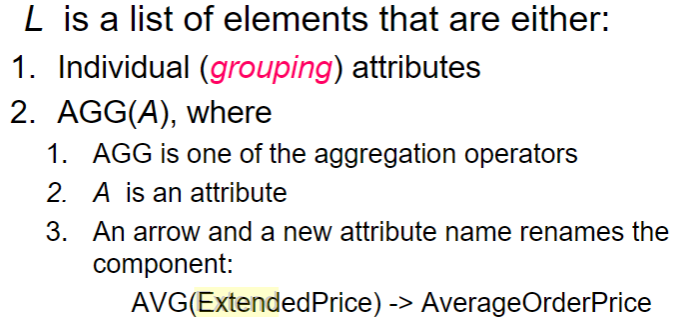 L is a list of elements that are either:
1. Individual (grouping) attributes
2. AGG(A), where
1. AGG is one of the aggregation operators
2. A is an attribute
3. An arrow and a new attribute name renames the
component:
AVG(ExtendedPrice) -> AverageOrderPrice